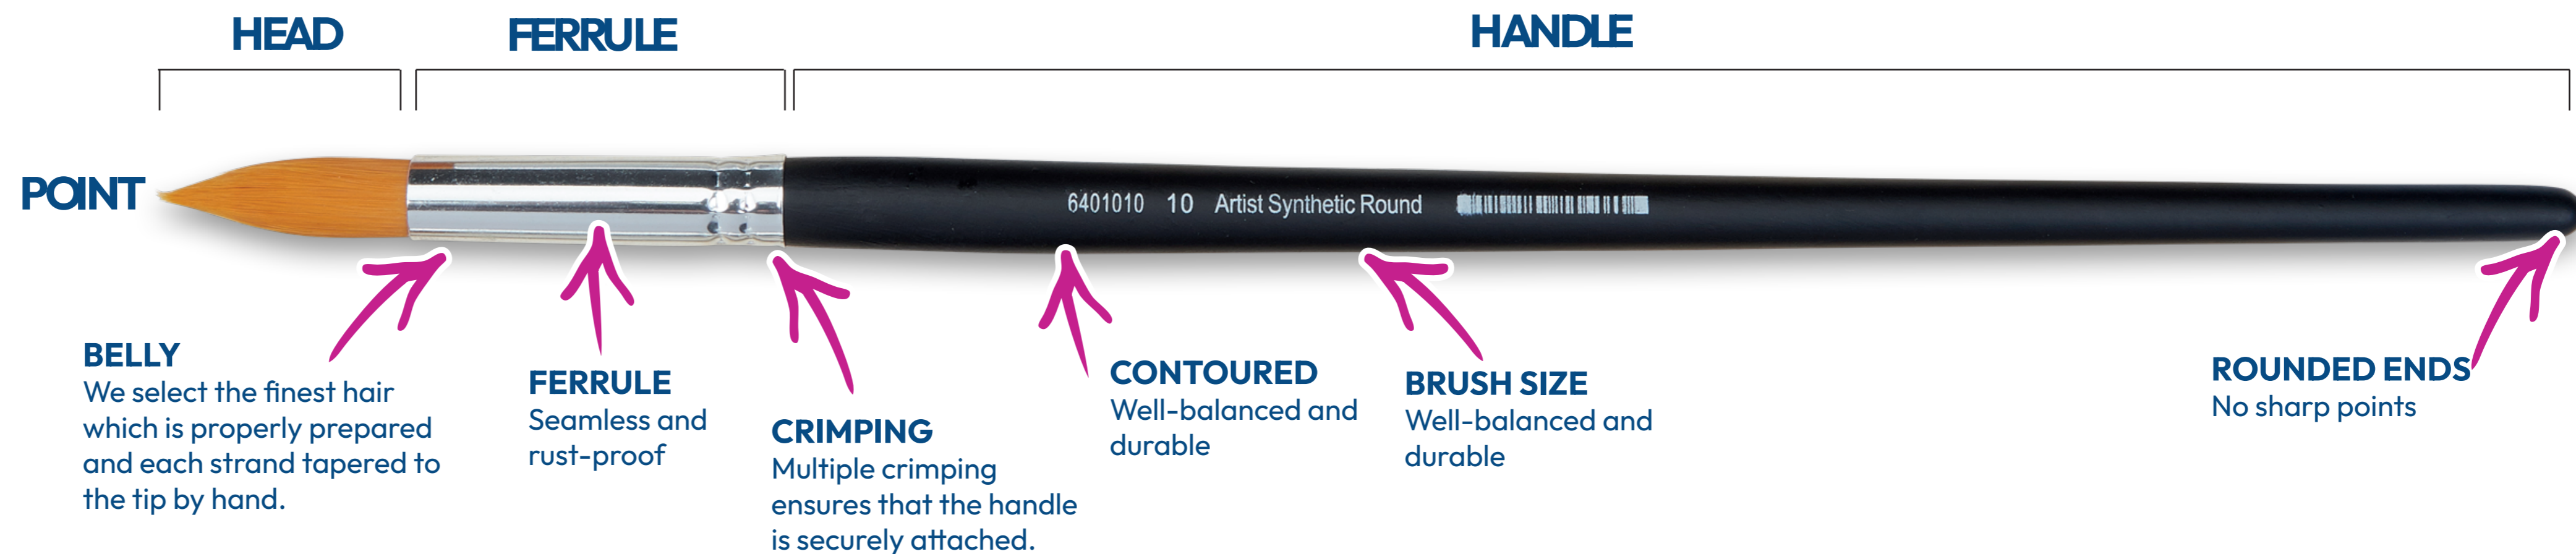 HEAD
FERRULE
HANDLE
POINT
6401010 10 Artist Synthetic Round
BELLY
We select the finest hair
which is properly prepared
and each strand tapered to
the tip by hand.
FERRULE
Seamless and
rust-proof
CRIMPING
Multiple crimping
ensures that the handle
is securely attached.
CONTOURED
Well-balanced and
durable
BRUSH SIZE
Well-balanced and
durable
ROUNDED ENDS
No sharp points